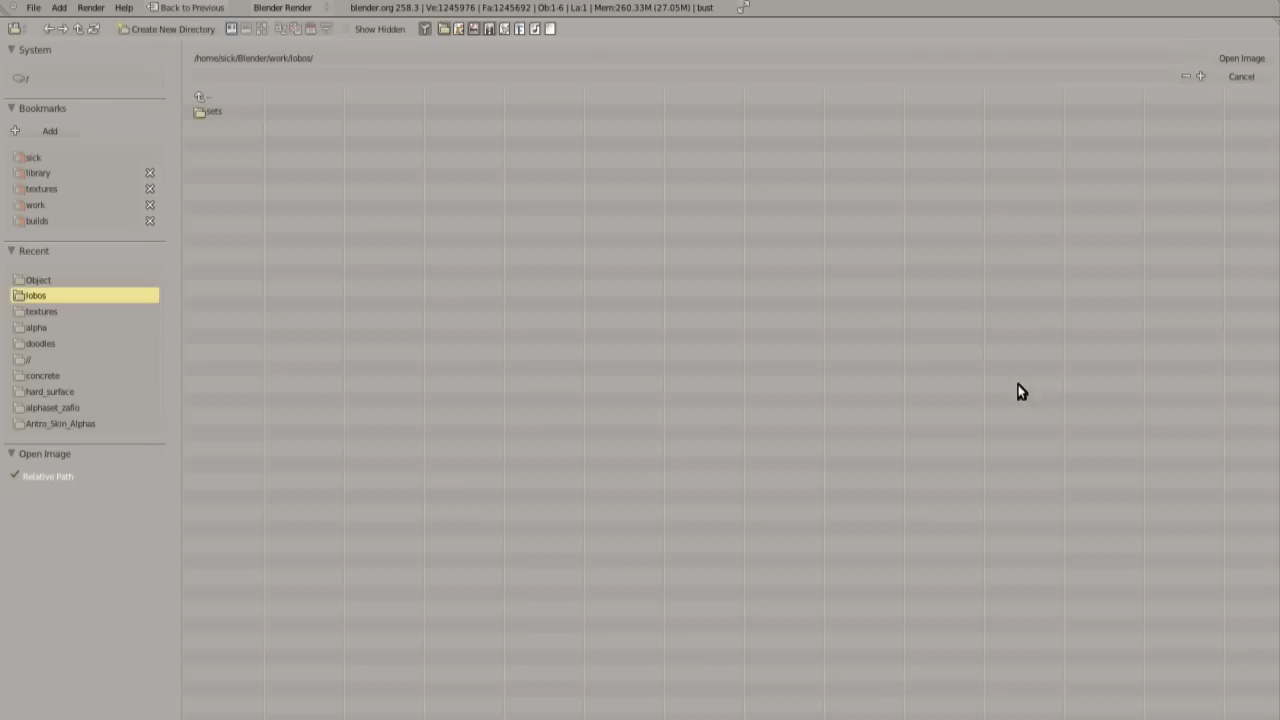 File Add Render Help Back to Previous Blender Render blender.org 258.3 | Ve:1245976 | Fa:1245692 | Ob:1-6 | La:1 | Mem:260.33M (27.05M) | bust
Create New Directory Show Hidden
System
/
Bookmarks
Add
sick
library
textures
work
builds
Recent
Object
lobos
textures
alpha
doodles
//
concrete
hard_surface
alphaset_zafio
Antro_Skin_Alphas
Open Image
Relative Path
/home/sick/Blender/work/lobos/
Open Image
Cancel
..
sets